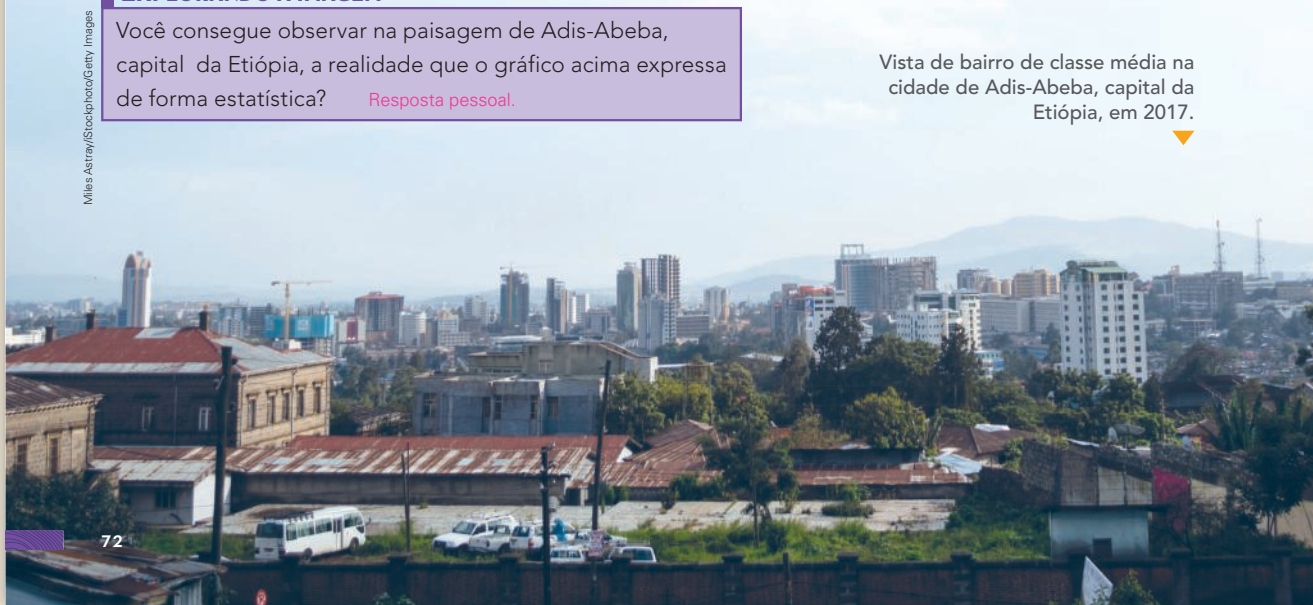 Você consegue observar na paisagem de Adis-Abeba,
capital da Etiópia, a realidade que o gráfico acima expressa
de forma estatística? Resposta pessoal.
Vista de bairro de classe média na
cidade de Adis-Abeba, capital da
Etiópia, em 2017.
Miles Astray/iStockphoto/Getty Images
72